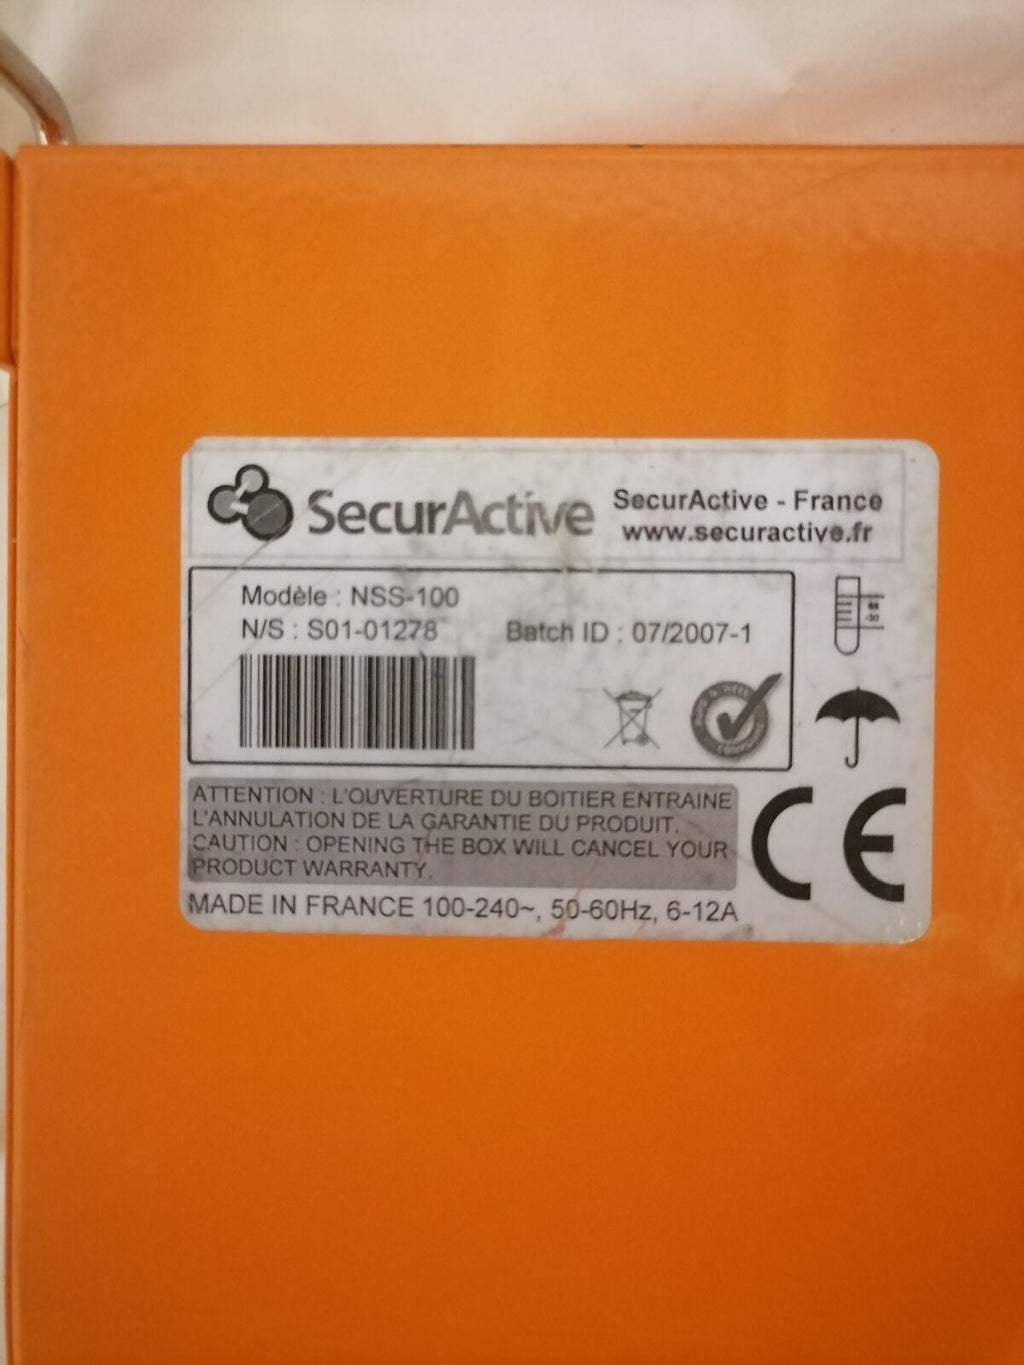 SecurActive
SecurActive - France
www.securactive.fr
Modèle : NSS-100
N/S : S01-01278
Batch ID : 07/2007-1
ATTENTION : L'OUVERTURE DU BOITIER ENTRAINE
L'ANNULATION DE LA GARANTIE DU PRODUIT.
CAUTION : OPENING THE BOX WILL CANCEL YOUR
PRODUCT WARRANTY.
CE
MADE IN FRANCE 100-240~, 50-60Hz, 6-12A